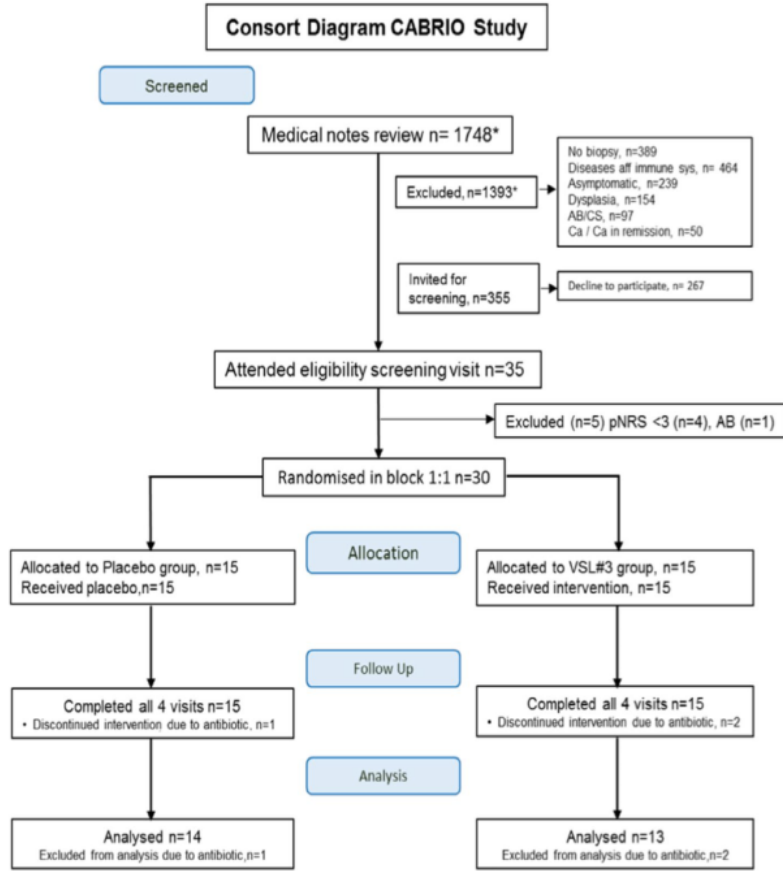 Consort Diagram CABRIO Study
Screened
Medical notes review n= 1748*
No biopsy, n=389
Diseases aff immune sys, n= 464
Asymptomatic, n=239
Dysplasia, n=154
AB/CS, n=97
Ca / Ca in remission, n=50
Excluded, n=1393*
Invited for
screening, n=355
Decline to participate, n= 267
Attended eligibility screening visit n=35
Excluded (n=5) pNRS <3 (n=4), AB (n=1)
Randomised in block 1:1 n=30
Allocation
Allocated to Placebo group, n=15
Received placebo,n=15
Allocated to VSL#3 group, n=15
Received intervention, n=15
Follow Up
Completed all 4 visits n=15
• Discontinued intervention due to antibiotic, n=1
Completed all 4 visits n=15
• Discontinued intervention due to antibiotic, n=2
Analysis
Analysed n=14
Excluded from analysis due to antibiotic,n=1
Analysed n=13
Excluded from analysis due to antibiotic,n=2